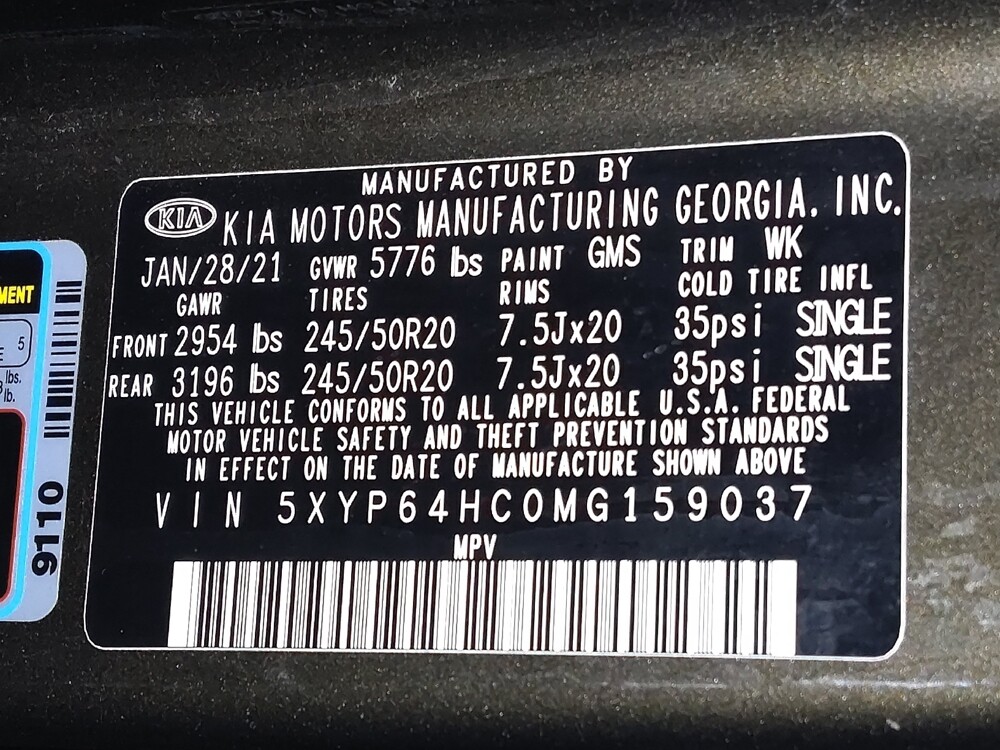 MANUFACTURED BY
KIA KIA MOTORS MANUFACTURING GEORGIA. INC.
JAN/28/21 GVWR 5776 lbs PAINT GMS TRIM WK
GAWR TIRES RIMS COLD TIRE INFL
FRONT 2954 lbs 245/50R20 7.5Jx20 35psi SINGLE
REAR 3196 lbs 245/50R20 7.5Jx20 35psi SINGLE
THIS VEHICLE CONFORMS TO ALL APPLICABLE U.S.A. FEDERAL
MOTOR VEHICLE SAFETY AND THEFT PREVENTION STANDARDS
IN EFFECT ON THE DATE OF MANUFACTURE SHOWN ABOVE
VIN 5XYP64HC0MG159037
MPV
5
lbs.
lb.
9110